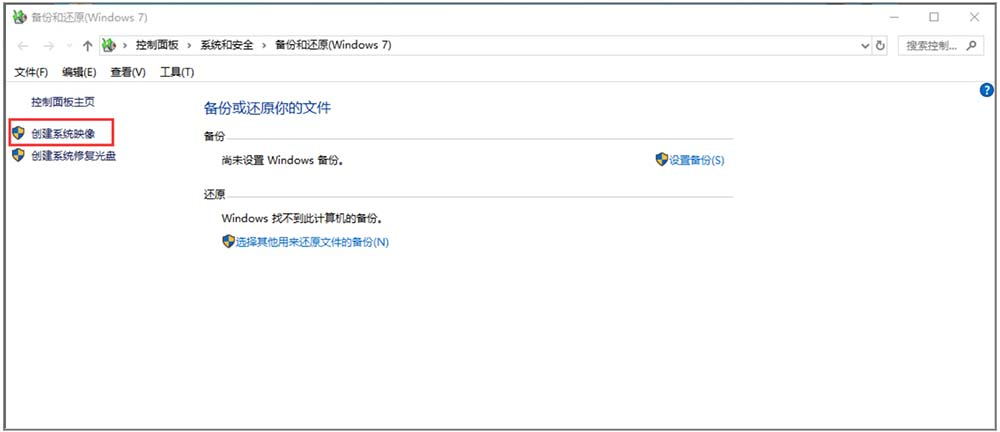 备份和还原(Windows 7)
控制面板 › 系统和安全 › 备份和还原(Windows 7)
搜索控制...
文件(F) 编辑(E) 查看(V) 工具(T)
控制面板主页
创建系统映像
创建系统修复光盘
备份或还原你的文件
备份
尚未设置 Windows 备份。
设置备份(S)
还原
Windows 找不到此计算机的备份。
选择其他用来还原文件的备份(N)
?